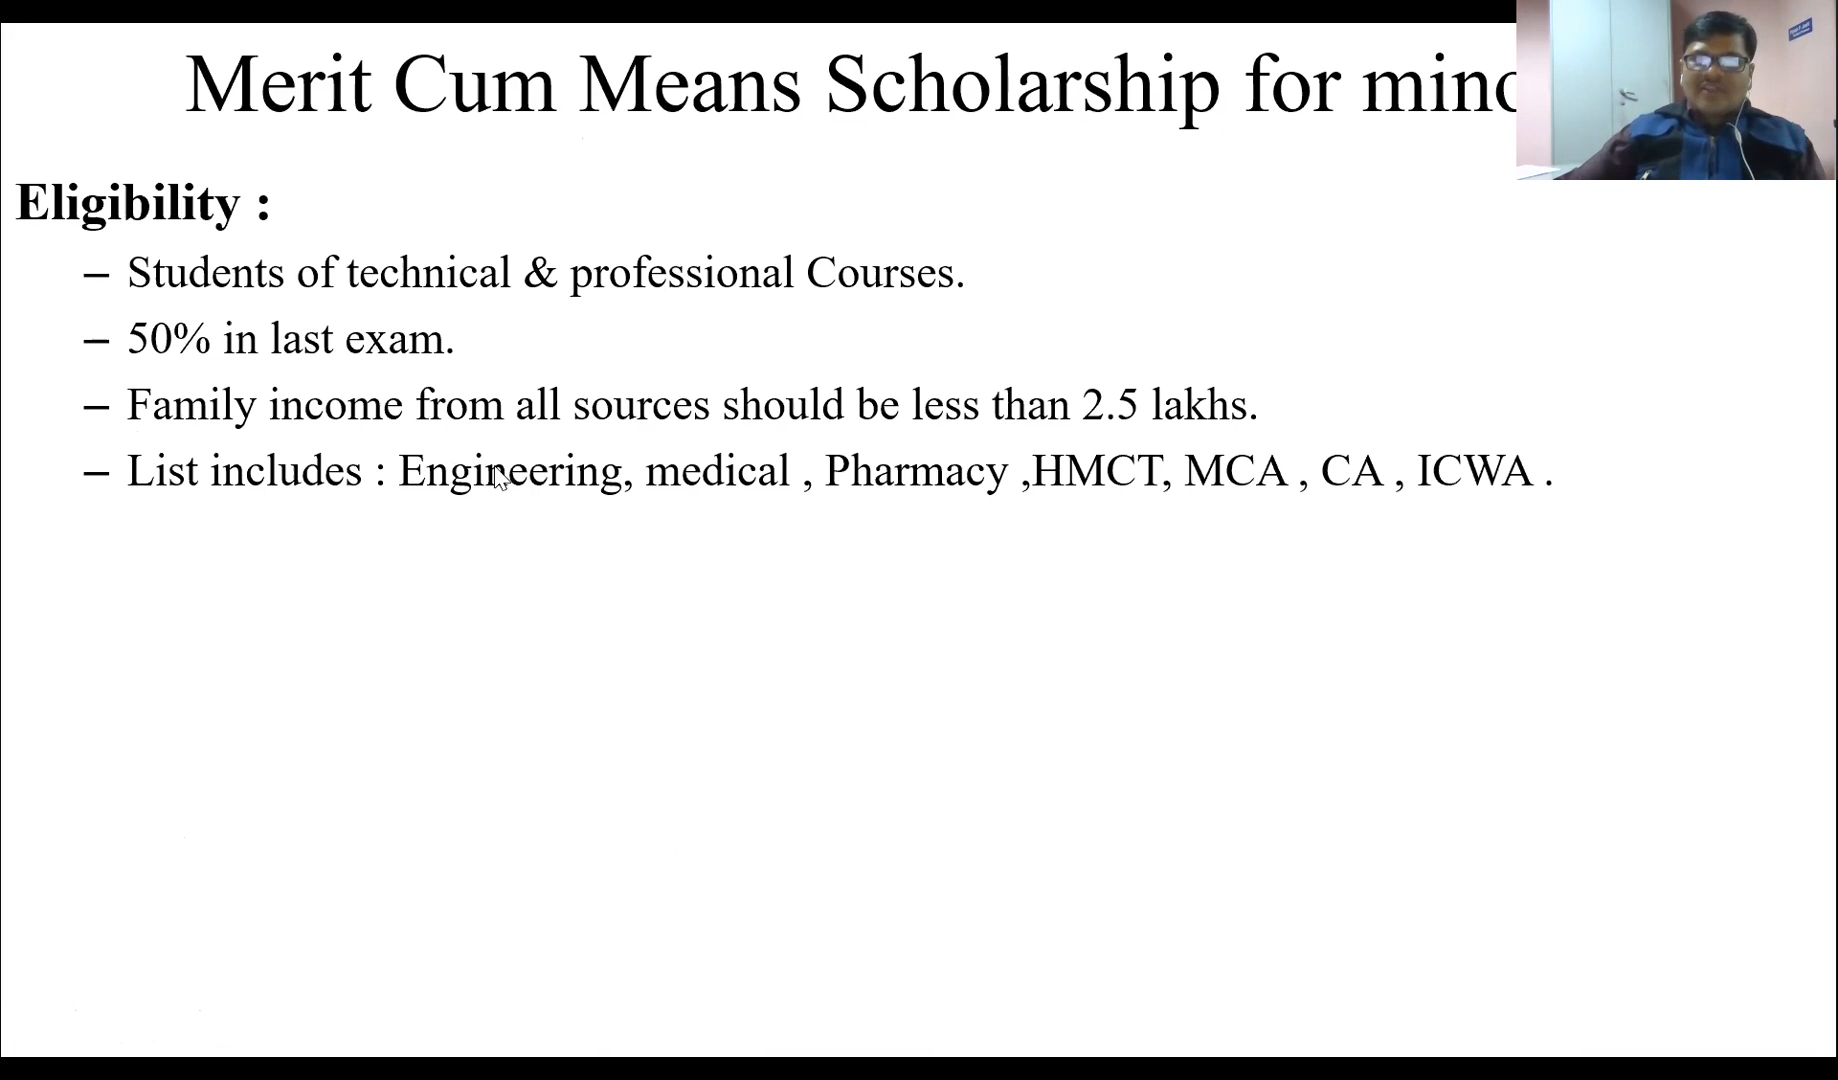 Merit Cum Means Scholarship for mino
Eligibility :
– Students of technical & professional Courses.
– 50% in last exam.
– Family income from all sources should be less than 2.5 lakhs.
– List includes : Engineering, medical , Pharmacy ,HMCT, MCA , CA , ICWA .